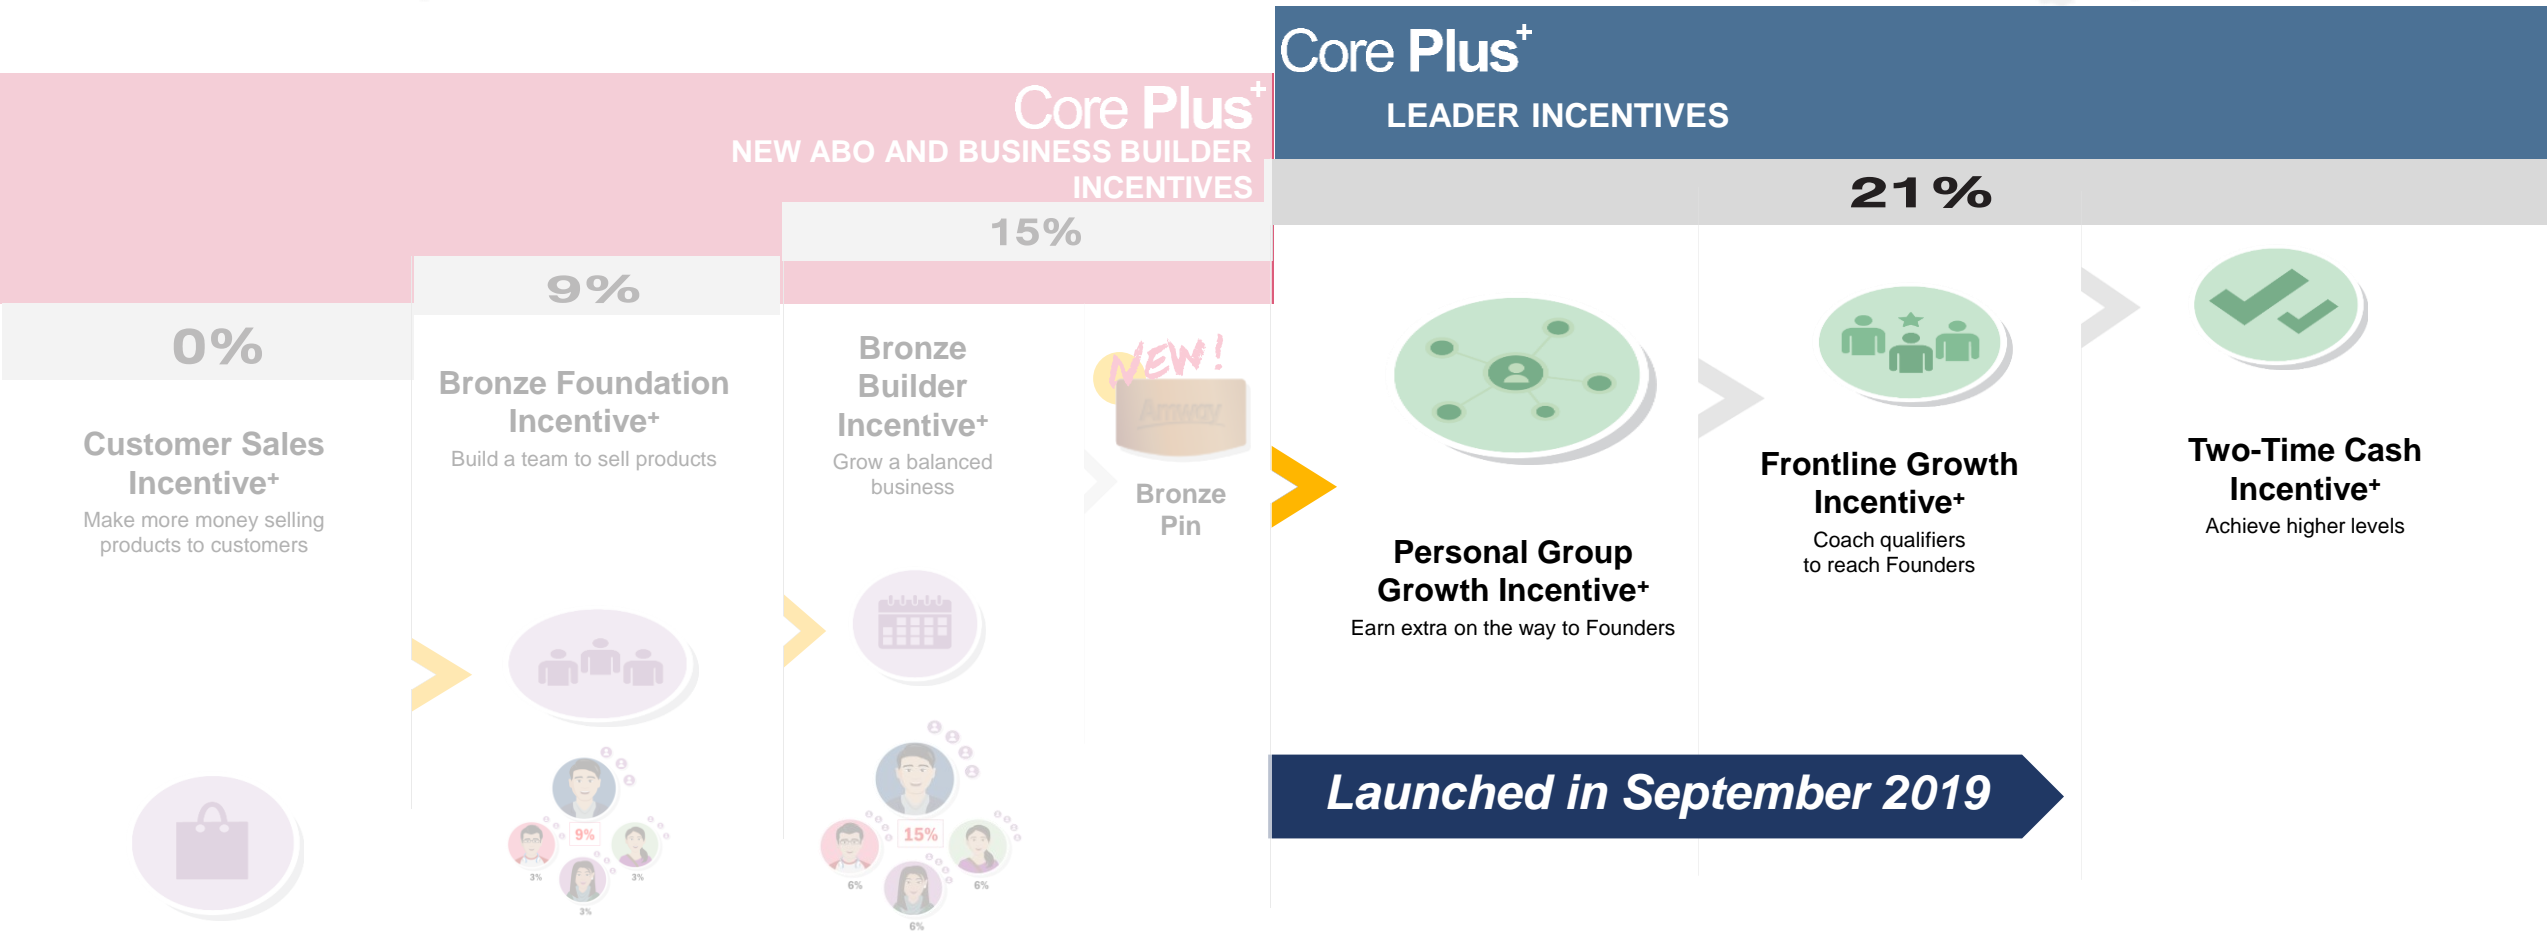 Core Plus+
NEW ABO AND BUSINESS BUILDER
INCENTIVES
0%
Customer Sales
Incentive+
Make more money selling
products to customers
9%
Bronze Foundation
Incentive+
Build a team to sell products
9%
3%
3%
3%
15%
Bronze
Builder
Incentive+
Grow a balanced
business
15%
6%
6%
6%
NEW!
Amway
Bronze
Pin
Core Plus+
LEADER INCENTIVES
21%
Personal Group
Growth Incentive+
Earn extra on the way to Founders
Frontline Growth
Incentive+
Coach qualifiers
to reach Founders
Two-Time Cash
Incentive+
Achieve higher levels
Launched in September 2019